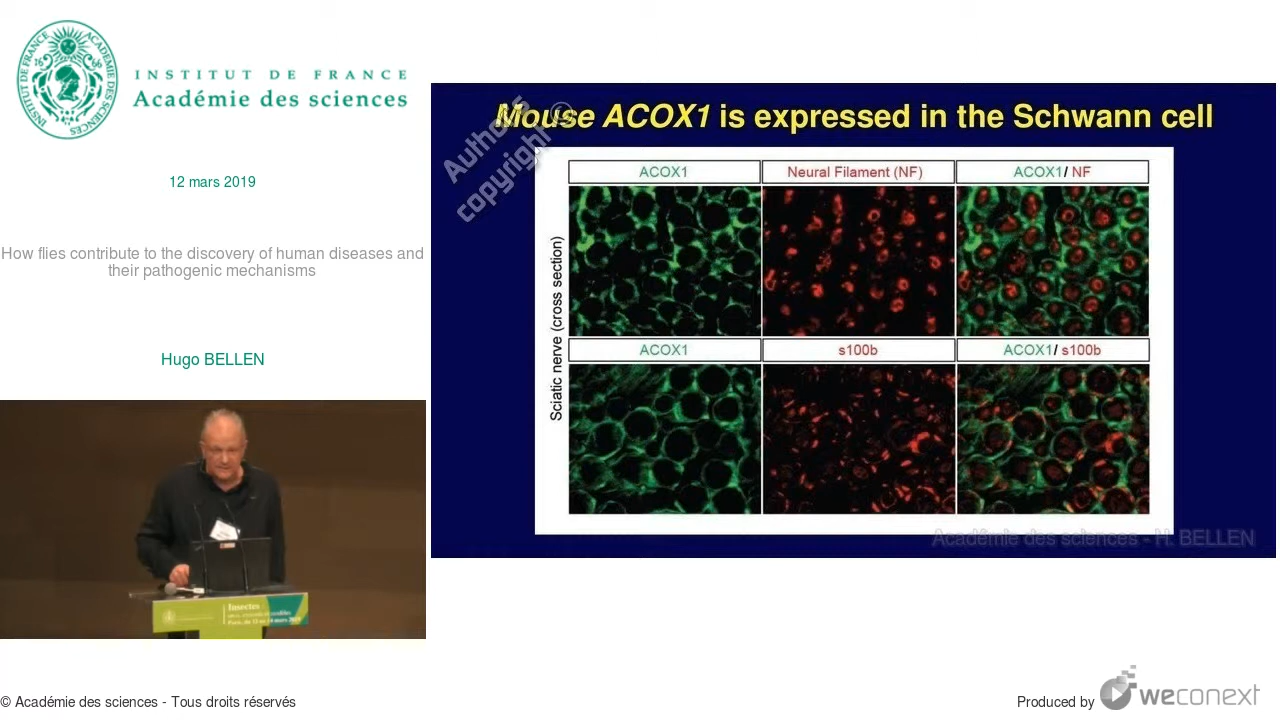 INSTITUT DE FRANCE
Académie des sciences
12 mars 2019
How flies contribute to the discovery of human diseases and
their pathogenic mechanisms
Hugo BELLEN
Mouse ACOX1 is expressed in the Schwann cell
Authors
copyright ©
ACOX1
Neural Filament (NF)
ACOX1/ NF
Sciatic nerve (cross section)
ACOX1
s100b
ACOX1/ s100b
Académie des sciences - H. BELLEN
Insectes
© Académie des sciences - Tous droits réservés
Produced by
weconext